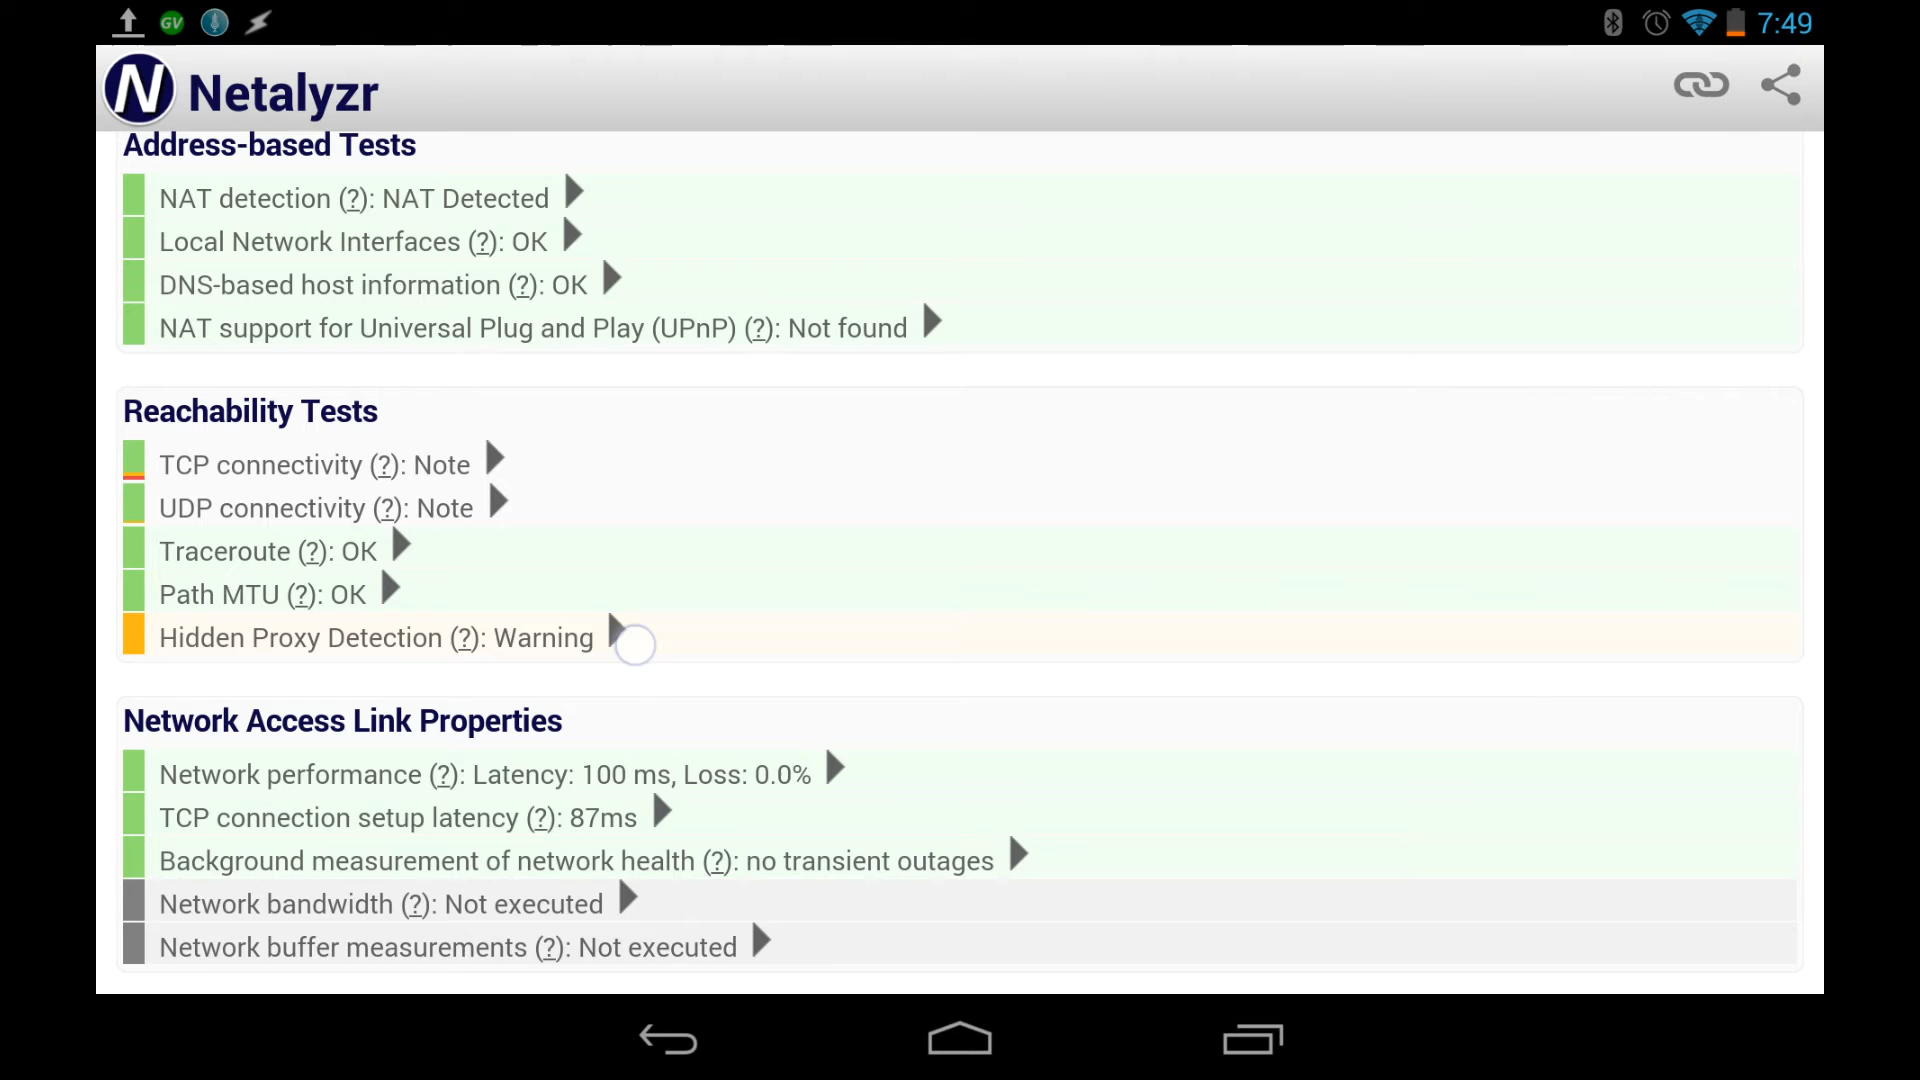 GV
7:49
N Netalyzr
Address-based Tests
NAT detection (?): NAT Detected
Local Network Interfaces (?): OK
DNS-based host information (?): OK
NAT support for Universal Plug and Play (UPnP) (?): Not found
Reachability Tests
TCP connectivity (?): Note
UDP connectivity (?): Note
Traceroute (?): OK
Path MTU (?): OK
Hidden Proxy Detection (?): Warning
Network Access Link Properties
Network performance (?): Latency: 100 ms, Loss: 0.0%
TCP connection setup latency (?): 87ms
Background measurement of network health (?): no transient outages
Network bandwidth (?): Not executed
Network buffer measurements (?): Not executed